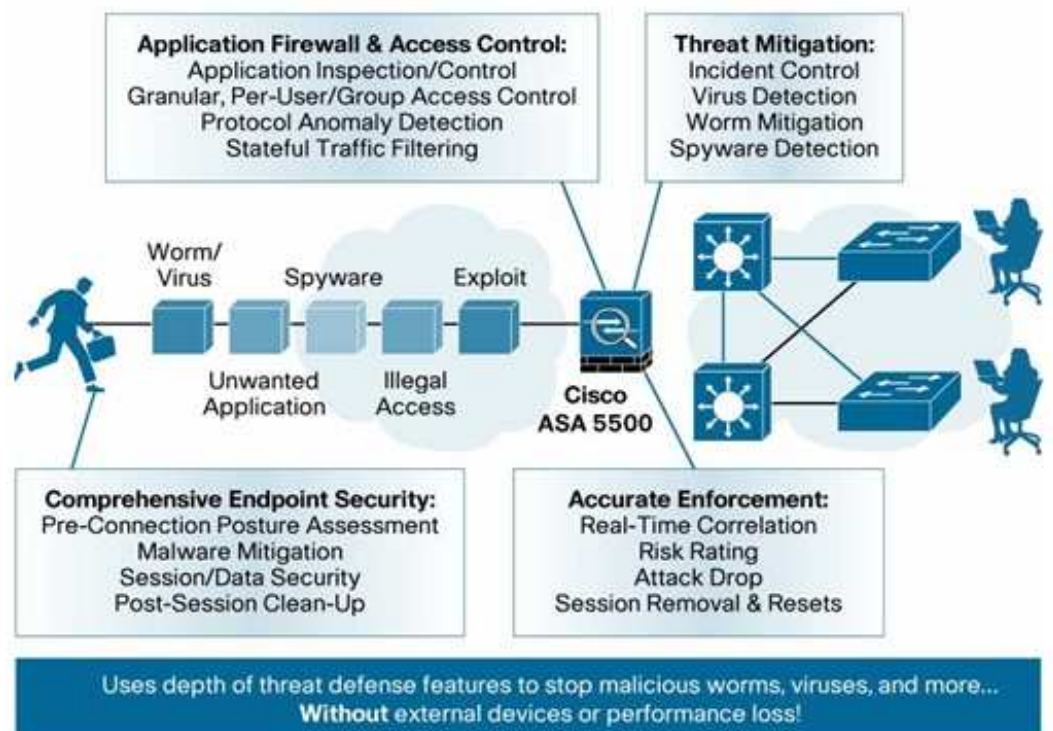 Application Firewall & Access Control:
Application Inspection/Control
Granular, Per-User/Group Access Control
Protocol Anomaly Detection
Stateful Traffic Filtering
Threat Mitigation:
Incident Control
Virus Detection
Worm Mitigation
Spyware Detection
Worm/
Virus
Spyware
Exploit
Unwanted
Application
Illegal
Access
Cisco
ASA 5500
Comprehensive Endpoint Security:
Pre-Connection Posture Assessment
Malware Mitigation
Session/Data Security
Post-Session Clean-Up
Accurate Enforcement:
Real-Time Correlation
Risk Rating
Attack Drop
Session Removal & Resets
Uses depth of threat defense features to stop malicious worms, viruses, and more...
Without external devices or performance loss!